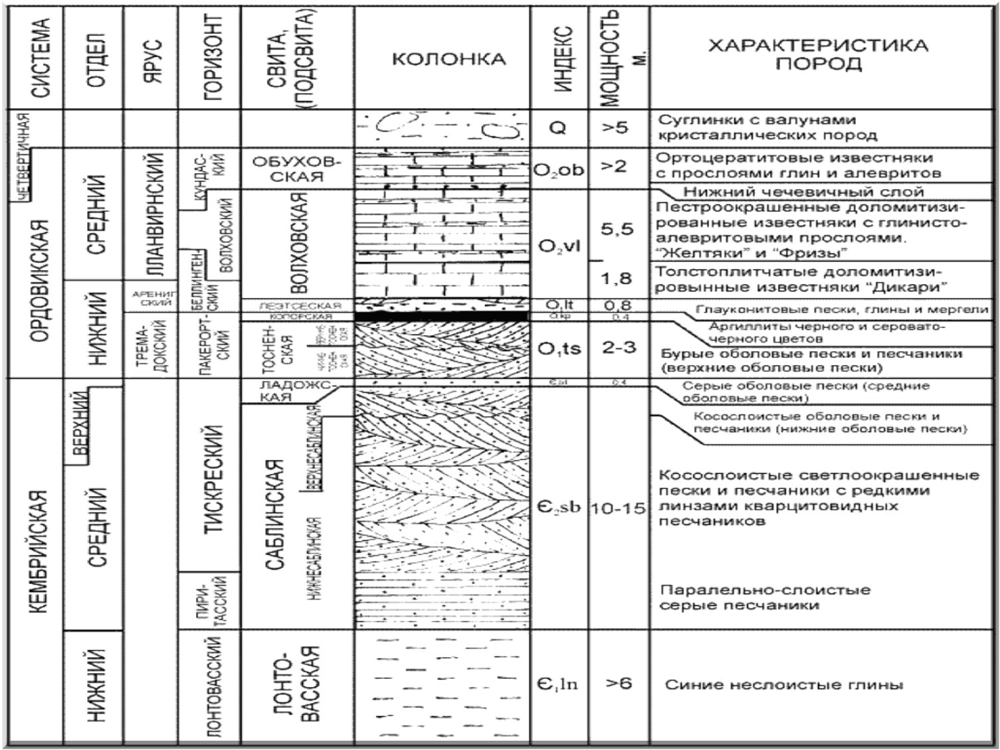 СИСТЕМА
ОТДЕЛ
ЯРУС
ГОРИЗОНТ
СВИТА,
(ПОДСВИТА)
КОЛОНКА
ИНДЕКС
МОЩНОСТЬ
м.
ХАРАКТЕРИСТИКА
ПОРОД
ЧЕТВЕРТИЧНАЯ
Q
>5
Суглинки с валунами
кристаллических пород
ОРДОВИКСКАЯ
СРЕДНИЙ
ЛЛАНВИРНСКИЙ
КУНДАС-
КИЙ
ОБУХОВ-
СКАЯ
O₂ob
>2
Ортоцератитовые известняки
с прослоями глин и алевритов
Нижний чечевичный слой
ВОЛХОВСКИЙ
ВОЛХОВСКАЯ
O₂vl
5,5
Пестроокрашенные доломитизи-
рованные известняки с глинисто-
алевритовыми прослоями.
“Желтяки” и “Фризы”
1,8
Толстоплитчатые доломитизи-
ровынные известняки “Дикари”
НИЖНИЙ
АРЕНИГ
СКИЙ
БЕЛЛИНГЕН-
СКИЙ
ЛЕЭТСЕСКАЯ
O₁lt
0,8
Глауконитовые пески, глины и мергели
ТРЕМА-
ДОКСКИЙ
ПАКЕРОРТ-
СКИЙ
КОПОРСКАЯ
O₁kp
0,4
Аргиллиты черного и серовато-
черного цветов
ТОСНЕН-
СКАЯ
O₁ts
2-3
Бурые оболовые пески и песчаники
(верхние оболовые пески)
КЕМБРИЙСКАЯ
ВЕРХНИЙ
ТИСКРЕСКИЙ
ЛАДОЖС-
КАЯ
0,4
Серые оболовые пески (средние
оболовые пески)
СРЕДНИЙ
САБЛИНСКАЯ
ВЕРХНЕСАБЛИНСКАЯ
Косослоистые оболовые пески и
песчаники (нижние оболовые пески)
НИЖНЕСАБЛИНСКАЯ
Є₂sb
10-15
Косослоистые светлоокрашенные
пески и песчаники с редкими
линзами кварцитовидных
песчаников
ПИРИ-
ТАССКИЙ
Паралельно-слоистые
серые песчаники
НИЖНИЙ
ЛОНТОВАССКИЙ
ЛОНТО-
ВАССКАЯ
Є₁ln
>6
Синие неслоистые глины